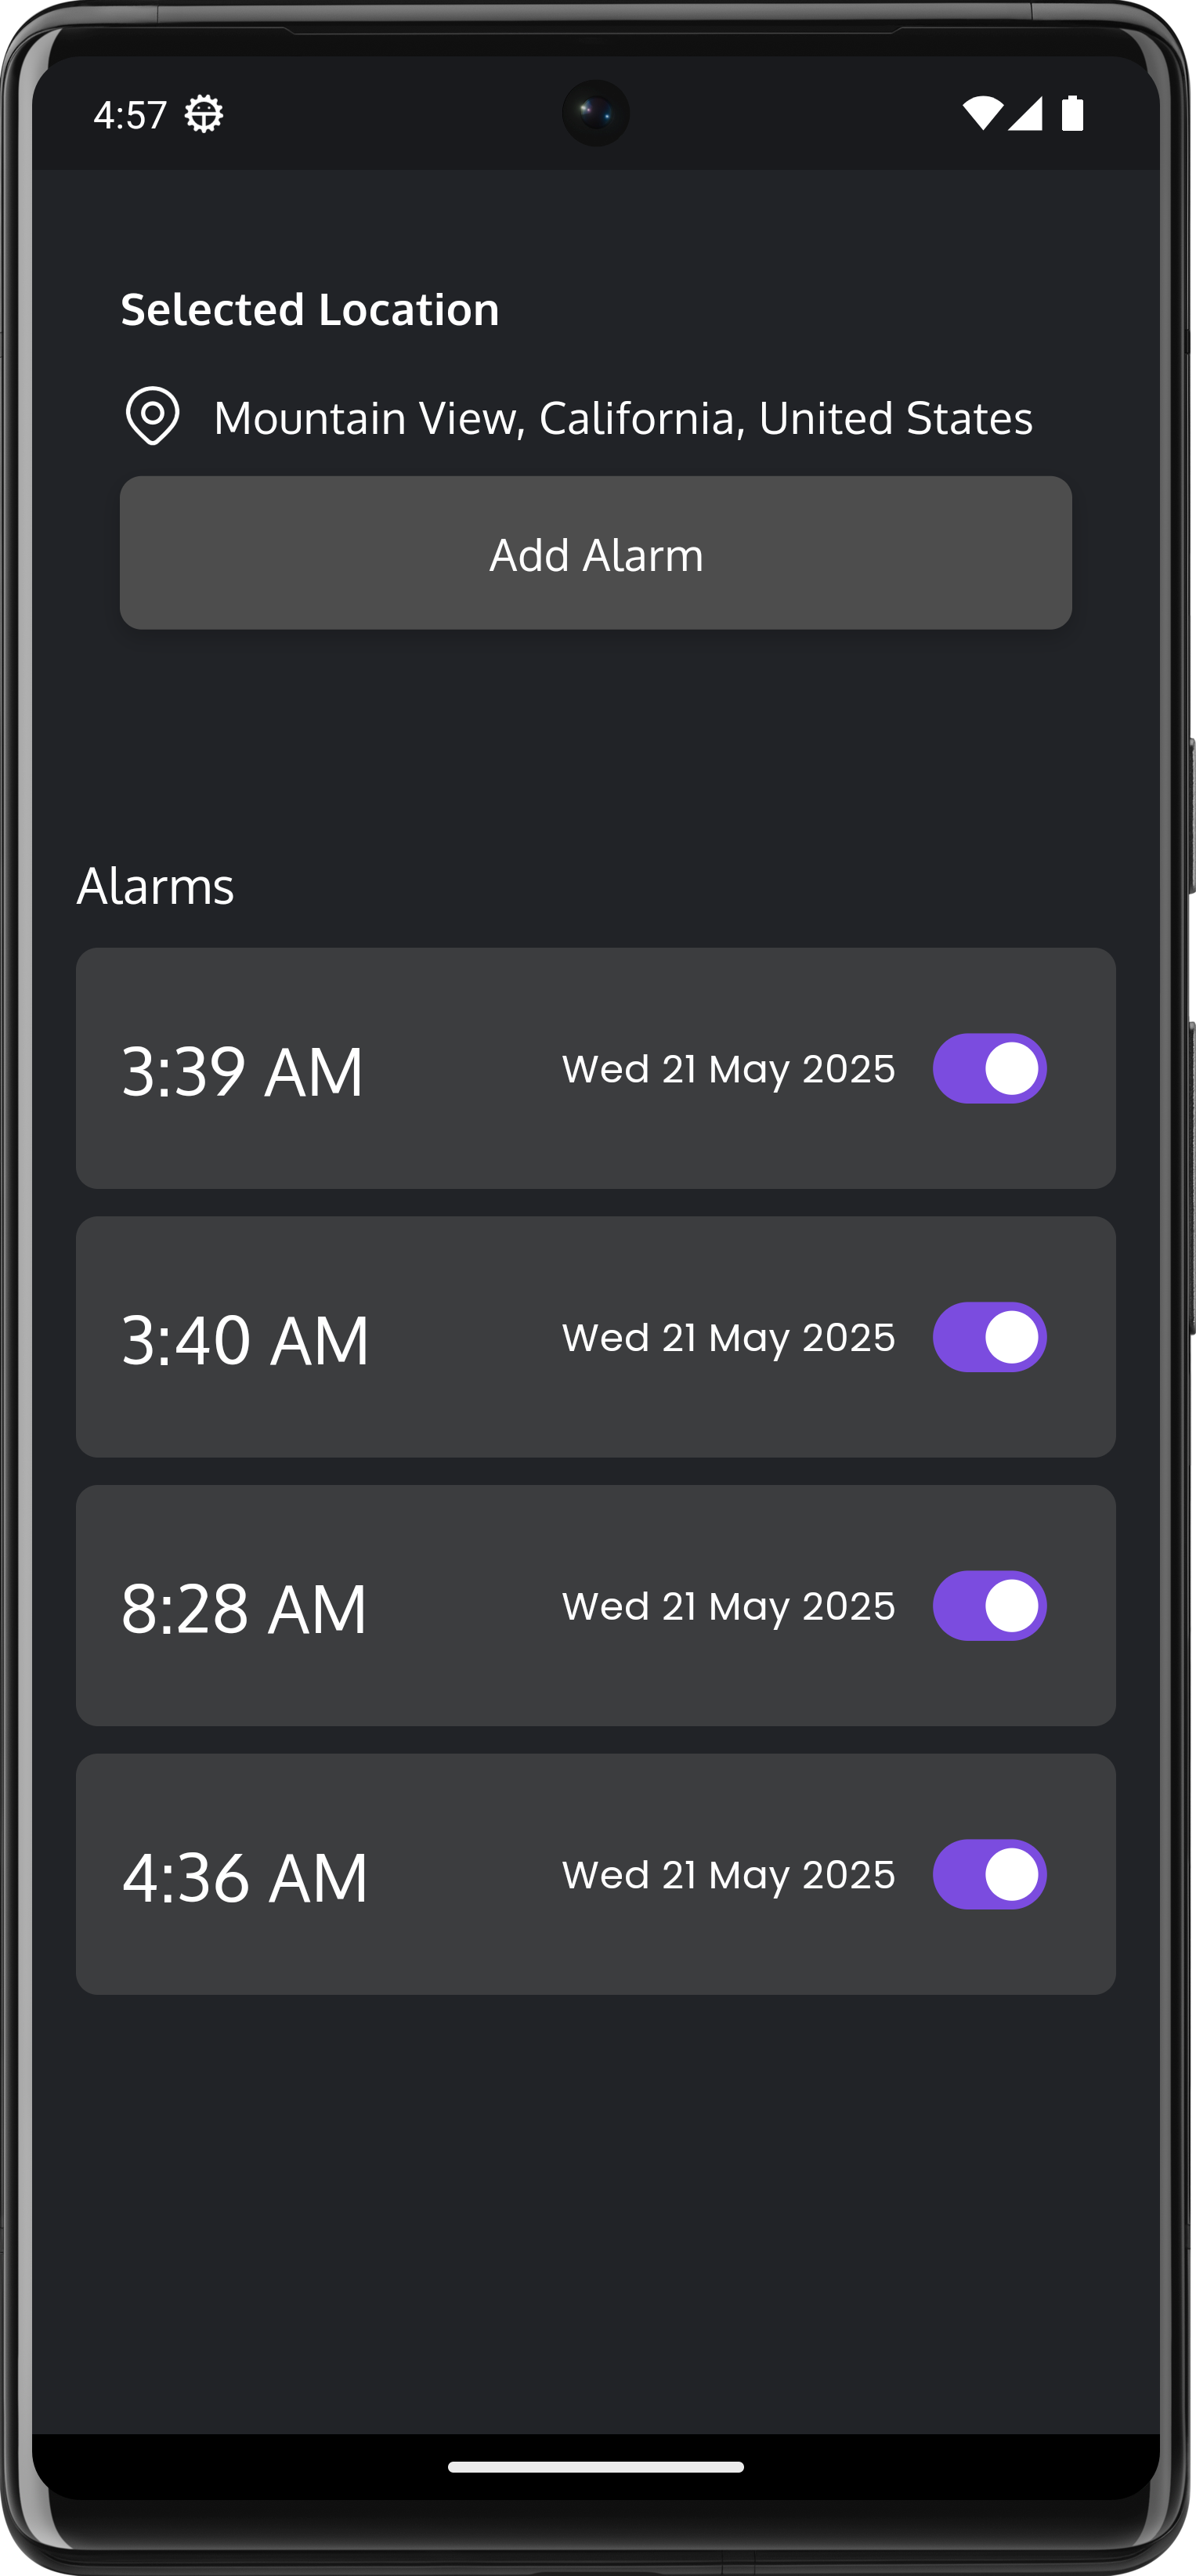 4:57
Selected Location
Mountain View, California, United States
Add Alarm
Alarms
3:39 AM Wed 21 May 2025
3:40 AM Wed 21 May 2025
8:28 AM Wed 21 May 2025
4:36 AM Wed 21 May 2025